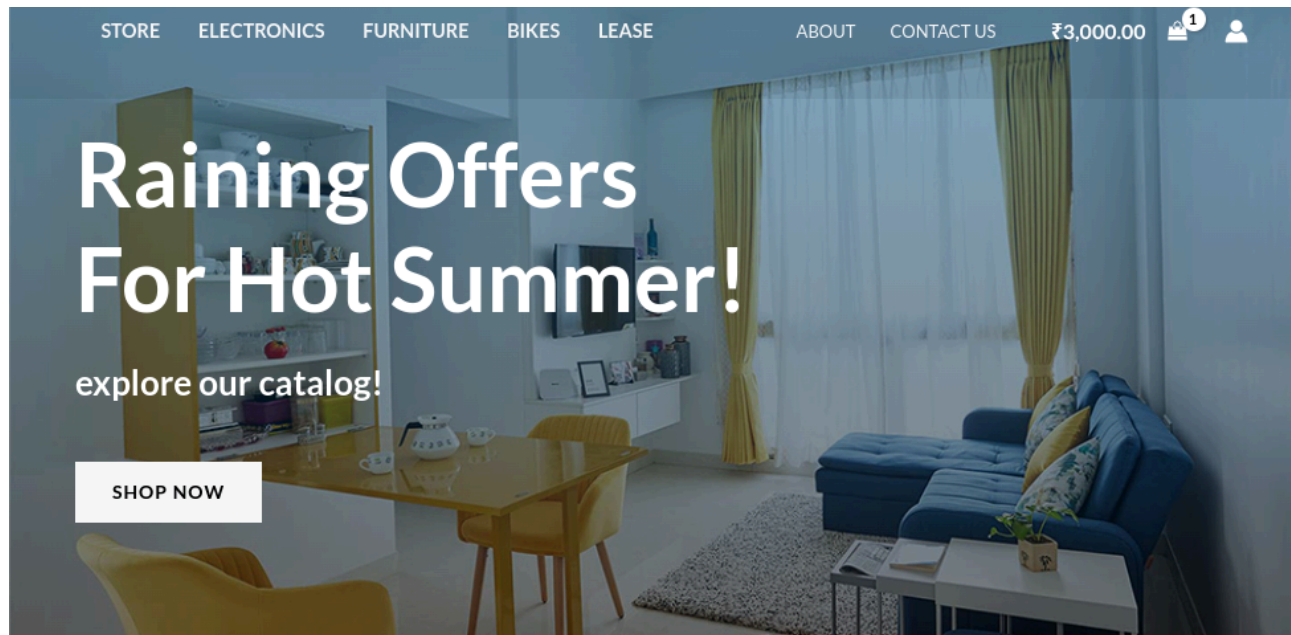 STORE ELECTRONICS FURNITURE BIKES LEASE ABOUT CONTACT US ₹3,000.00 1
Raining Offers
For Hot Summer!
explore our catalog!
SHOP NOW